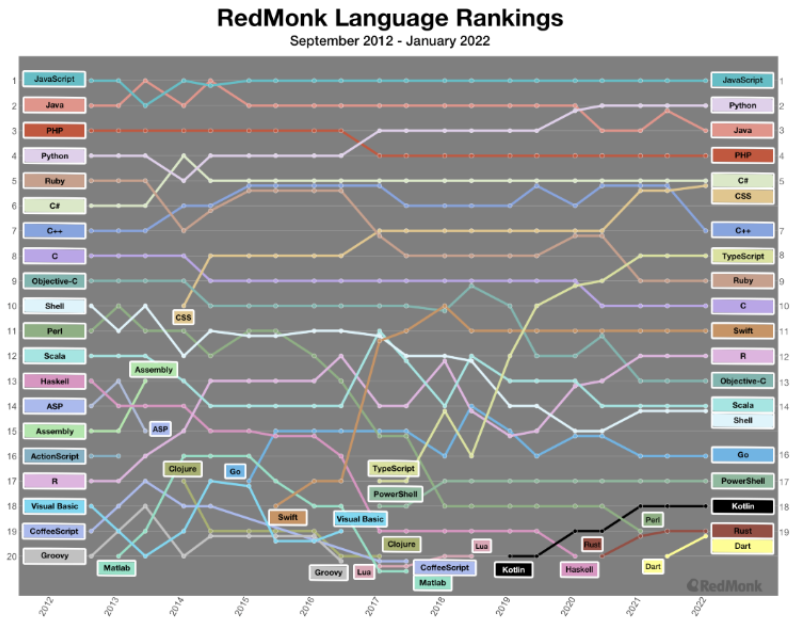 RedMonk Language Rankings
September 2012 - January 2022
1 JavaScript JavaScript 1
2 Java Python 2
3 PHP Java 3
4 Python PHP 4
5 Ruby C# 5
6 C# CSS
7 C++ C++ 7
8 C TypeScript 8
9 Objective-C Ruby 9
10 Shell C 10
CSS
11 Perl Swift 11
12 Scala R 12
Assembly
13 Haskell Objective-C 13
14 ASP Scala 14
Shell
15 Assembly ASP
16 ActionScript Go 16
Clojure Go TypeScript
17 R PowerShell PowerShell 17
18 Visual Basic Kotlin 18
Swift Visual Basic Perl
19 CoffeeScript Rust 19
Clojure Lua Rust Dart
20 Groovy
Matlab Groovy Lua CoffeeScript Kotlin Haskell Dart
Matlab RedMonk
2012 2013 2014 2015 2016 2017 2018 2019 2020 2021 2022